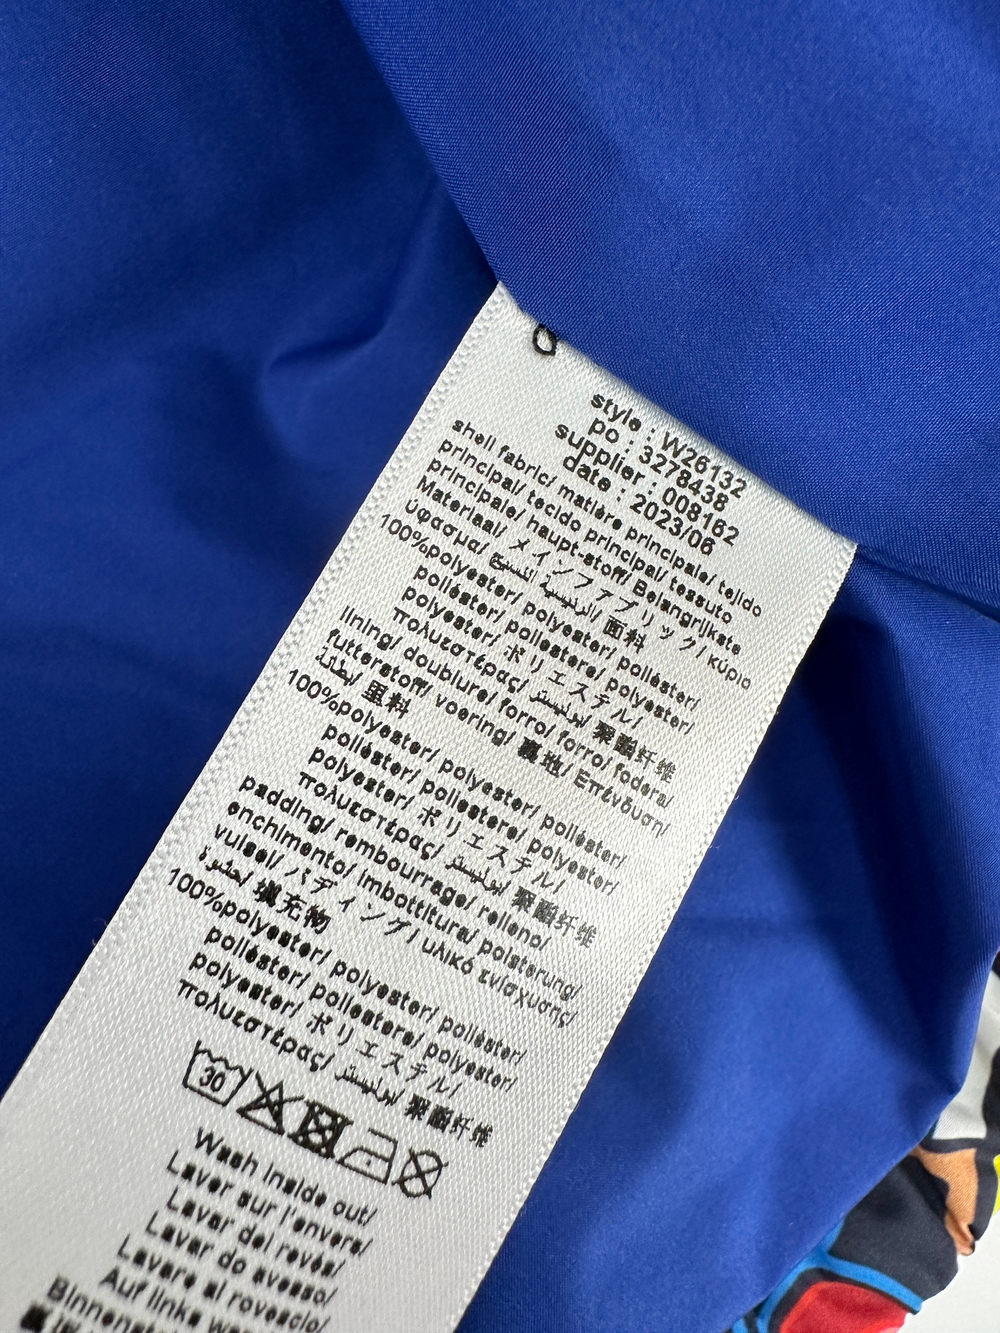 style : W26132
po : 3278438
supplier : 008162
date : 2023/06
shell fabric/ matière principale/ tejido
principal/ tecido principal/ tessuto
principale/ haupt-stoff/ Belangrijkste
Materiaal/ メインファブリック/ κύριο
ύφασμα/ النسيج الرئيسية/ 面料
100%polyester/ polyester/ poliéster/
poliéster/ poliestere/ polyester/
polyester/ ポリエステル/
πολυεστέρας/ بوليستر/ 聚酯纤维
lining/ doublure/ forro/ forro/ fodera/
futterstoff/ voering/ 裏地/ Επένδυση/
بطانة/ 里料
100%polyester/ polyester/ poliéster/
poliéster/ poliestere/ polyester/
polyester/ ポリエステル/
πολυεστέρας/ بوليستر/ 聚酯纤维
padding/ rembourrage/ relleno/
enchimento/ imbottitura/ polsterung/
vulsel/ パディング/ υλικό ενίσχυσης/
حشوة/ 填充物
100%polyester/ polyester/ poliéster/
poliéster/ poliestere/ polyester/
polyester/ ポリエステル/
πολυεστέρας/ بوليستر/ 聚酯纤维
30
Wash inside out/
Laver sur l'envers/
Lavar del revés/
Lavar do avesso/
Lavare al rovescio/
Auf links